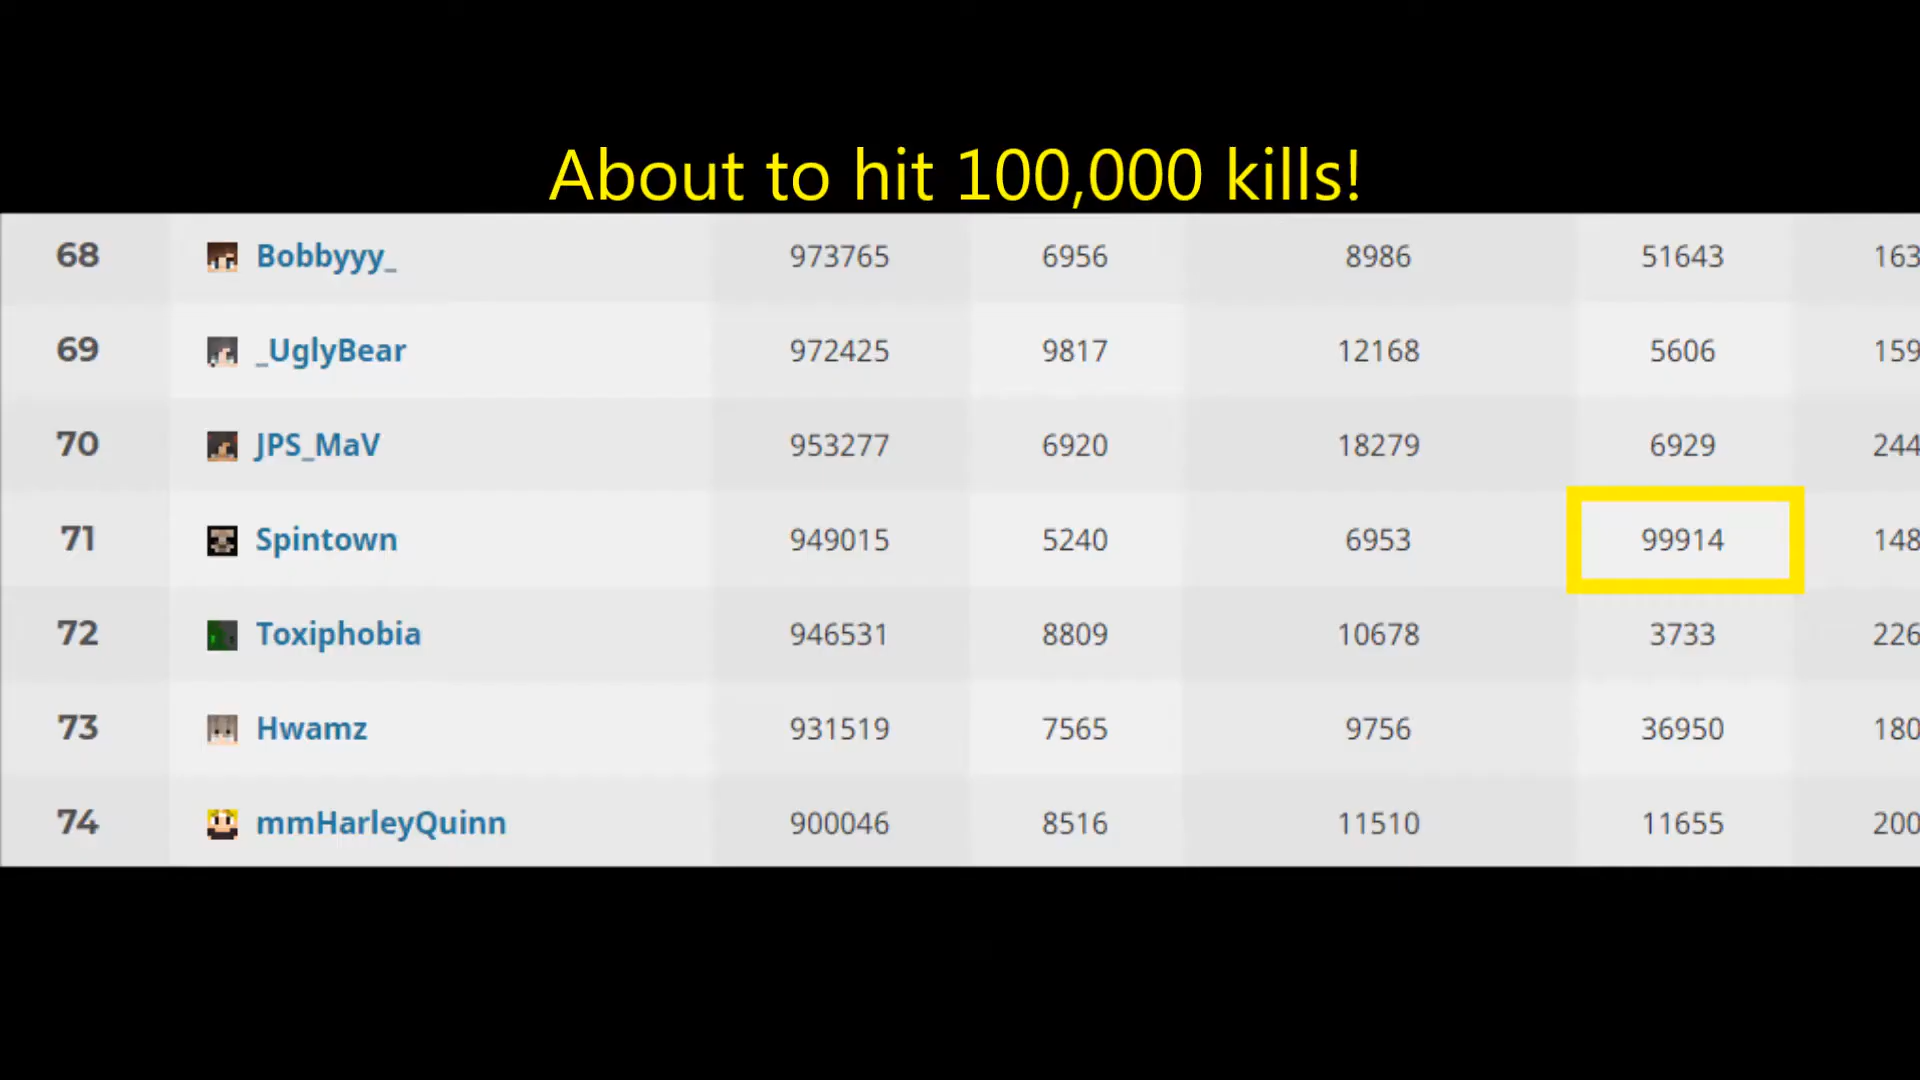 About to hit 100,000 kills!
68 Bobbyyy_ 973765 6956 8986 51643 163
69 _UglyBear 972425 9817 12168 5606 159
70 JPS_MaV 953277 6920 18279 6929 244
71 Spintown 949015 5240 6953 99914 148
72 Toxiphobia 946531 8809 10678 3733 226
73 Hwamz 931519 7565 9756 36950 180
74 mmHarleyQuinn 900046 8516 11510 11655 200